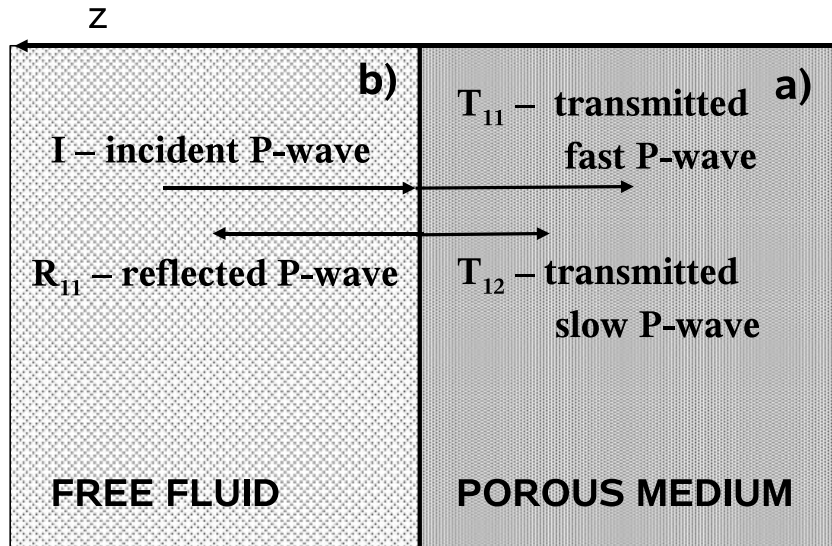 z
b)
a)
I – incident P-wave
T₁₁ – transmitted
fast P-wave
R₁₁ – reflected P-wave
T₁₂ – transmitted
slow P-wave
FREE FLUID
POROUS MEDIUM